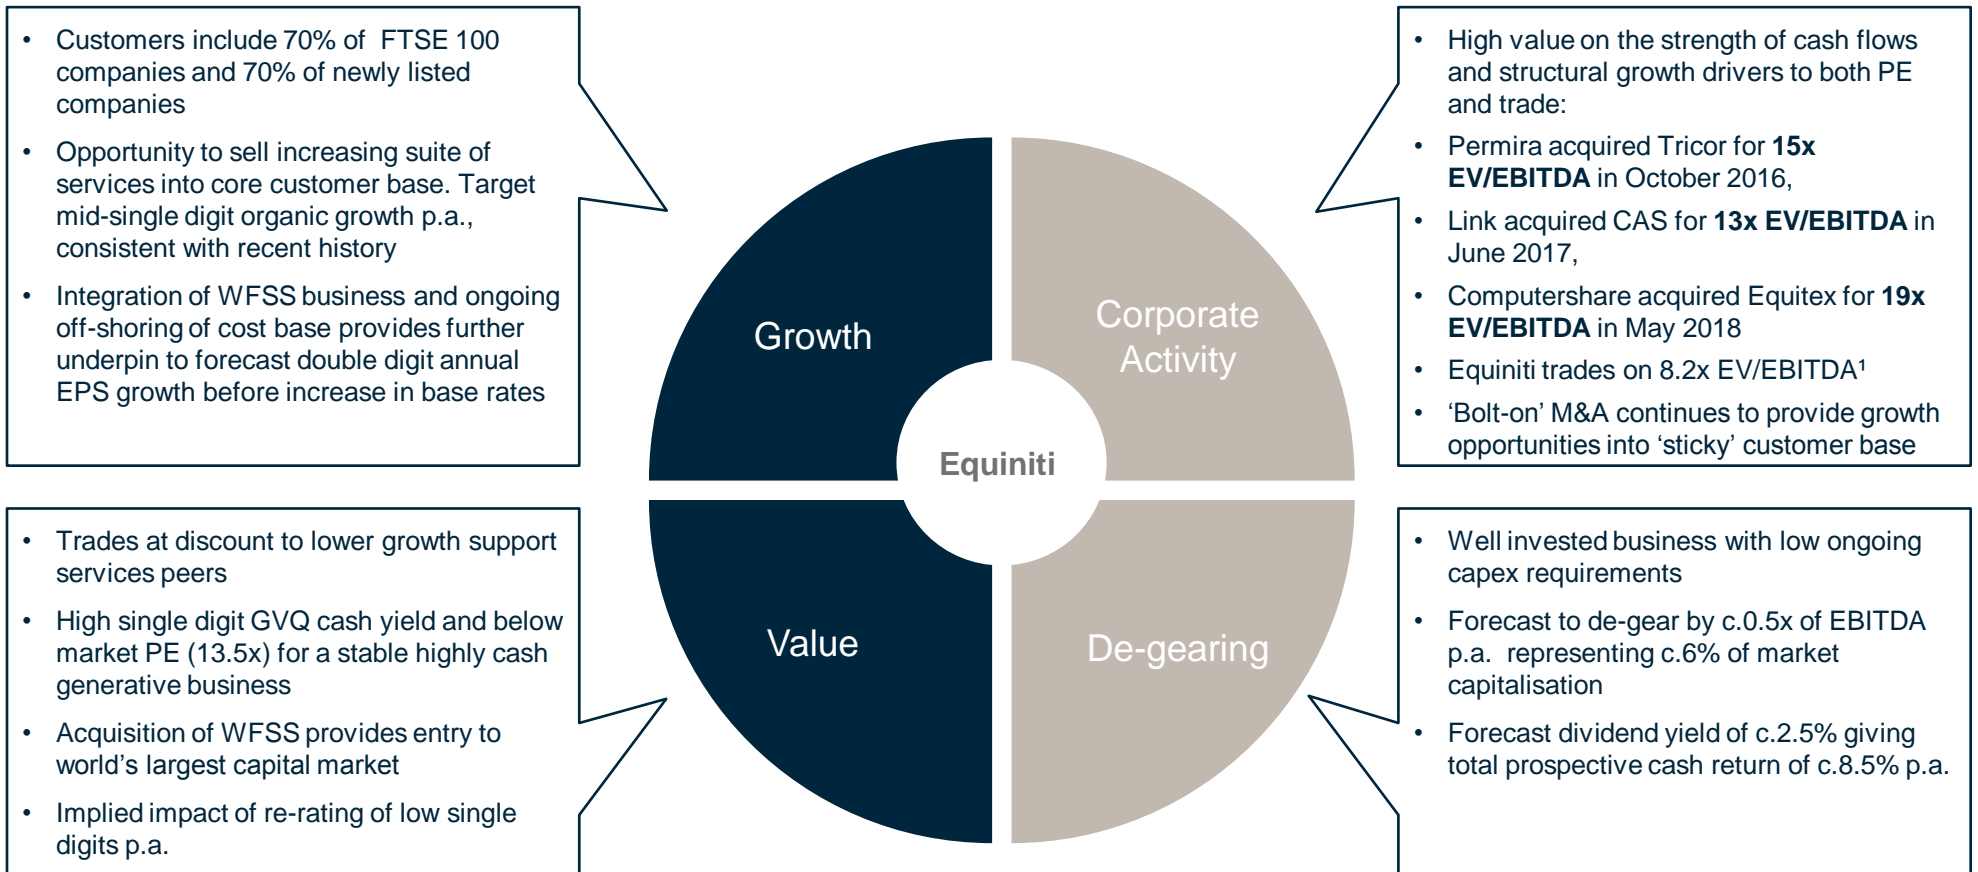 • Customers include 70% of FTSE 100
companies and 70% of newly listed
companies
• Opportunity to sell increasing suite of
services into core customer base. Target
mid-single digit organic growth p.a.,
consistent with recent history
• Integration of WFSS business and ongoing
off-shoring of cost base provides further
underpin to forecast double digit annual
EPS growth before increase in base rates
• High value on the strength of cash flows
and structural growth drivers to both PE
and trade:
• Permira acquired Tricor for 15x
EV/EBITDA in October 2016,
• Link acquired CAS for 13x EV/EBITDA in
June 2017,
• Computershare acquired Equitex for 19x
EV/EBITDA in May 2018
• Equiniti trades on 8.2x EV/EBITDA¹
• ‘Bolt-on’ M&A continues to provide growth
opportunities into ‘sticky’ customer base
Growth
Corporate
Activity
Equiniti
Value
De-gearing
• Trades at discount to lower growth support
services peers
• High single digit GVQ cash yield and below
market PE (13.5x) for a stable highly cash
generative business
• Acquisition of WFSS provides entry to
world’s largest capital market
• Implied impact of re-rating of low single
digits p.a.
• Well invested business with low ongoing
capex requirements
• Forecast to de-gear by c.0.5x of EBITDA
p.a. representing c.6% of market
capitalisation
• Forecast dividend yield of c.2.5% giving
total prospective cash return of c.8.5% p.a.